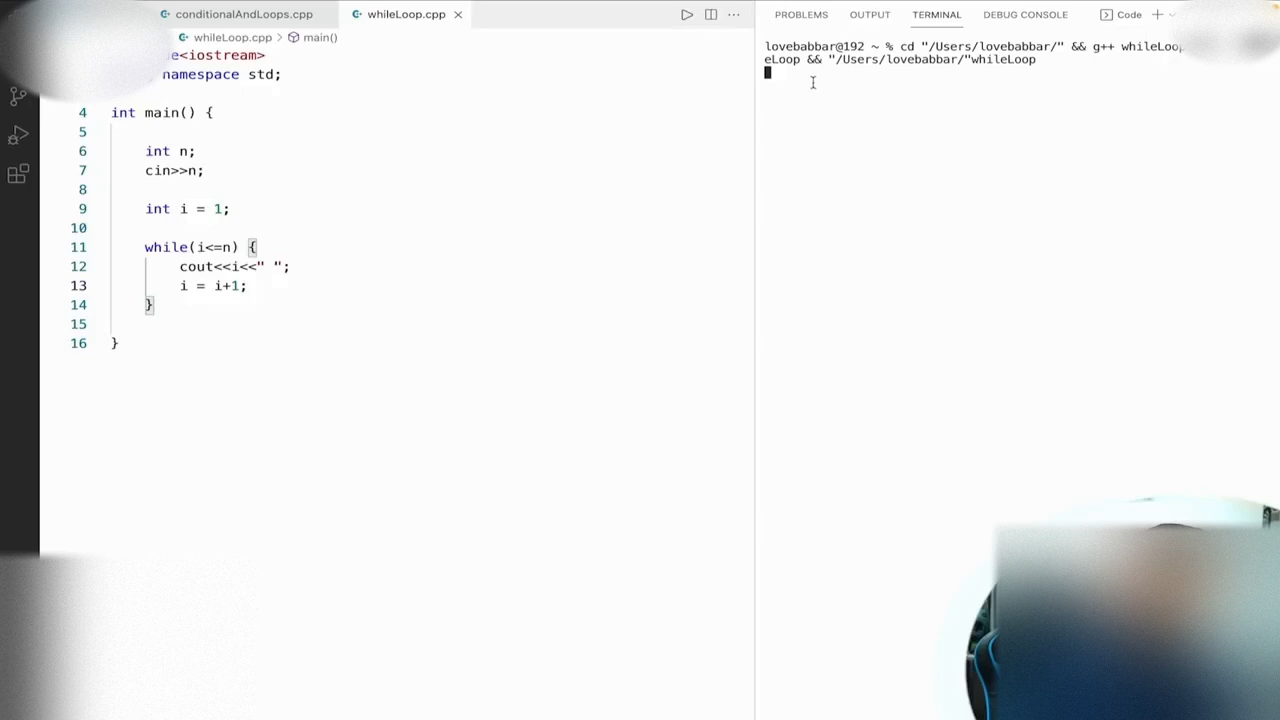 conditionalAndLoops.cpp
whileLoop.cpp
PROBLEMS OUTPUT TERMINAL DEBUG CONSOLE Code
whileLoop.cpp > main()
<iostream>
namespace std;
4 int main() {
5
6 int n;
7 cin>>n;
8
9 int i = 1;
10
11 while(i<=n) {
12 cout<<i<<" ";
13 i = i+1;
14 }
15
16 }
lovebabbar@192 ~ % cd "/Users/lovebabbar/" && g++ whileLoo
eLoop && "/Users/lovebabbar/"whileLoop